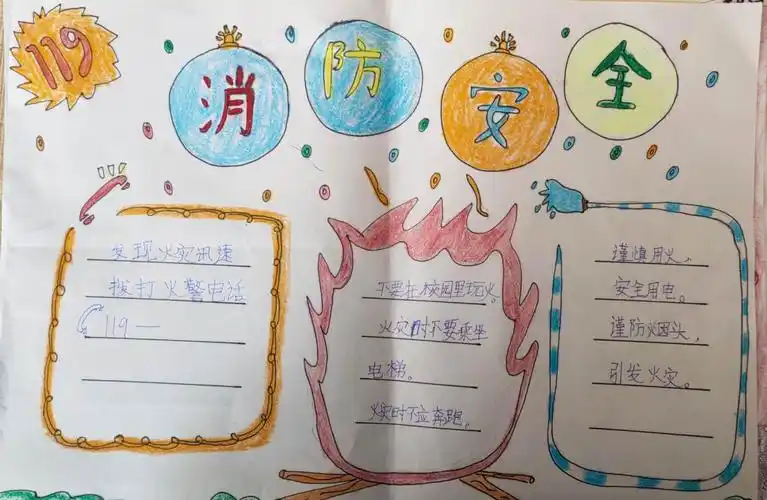 119
消防安全
发现火灾迅速
拔打火警电话
119—
不要在校园里玩火。
火灾时不要乘坐
电梯。
火灾时不应奔跑。
谨慎用火，
安全用电。
谨防烟头，
引发火灾。